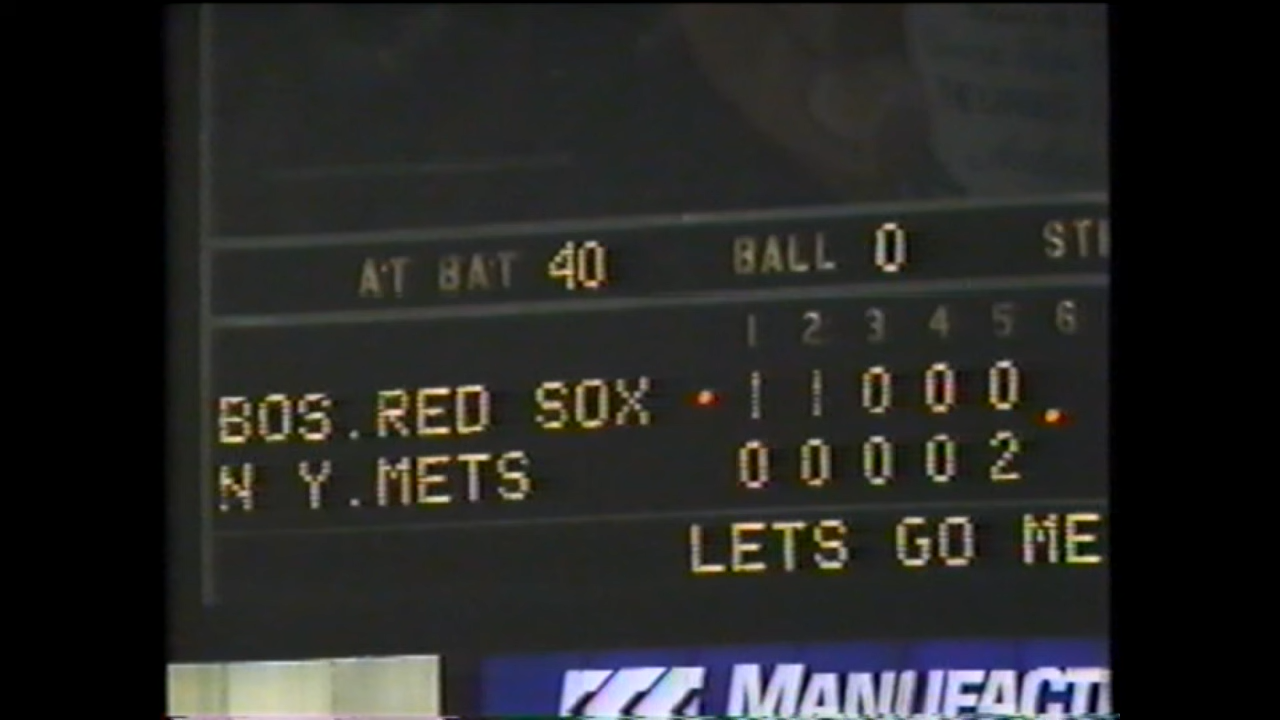 AT BAT 40 BALL 0 STI
1 2 3 4 5 6
BOS.RED SOX 1 1 0 0 0
N Y.METS 0 0 0 0 2
LETS GO ME
MANUFACT